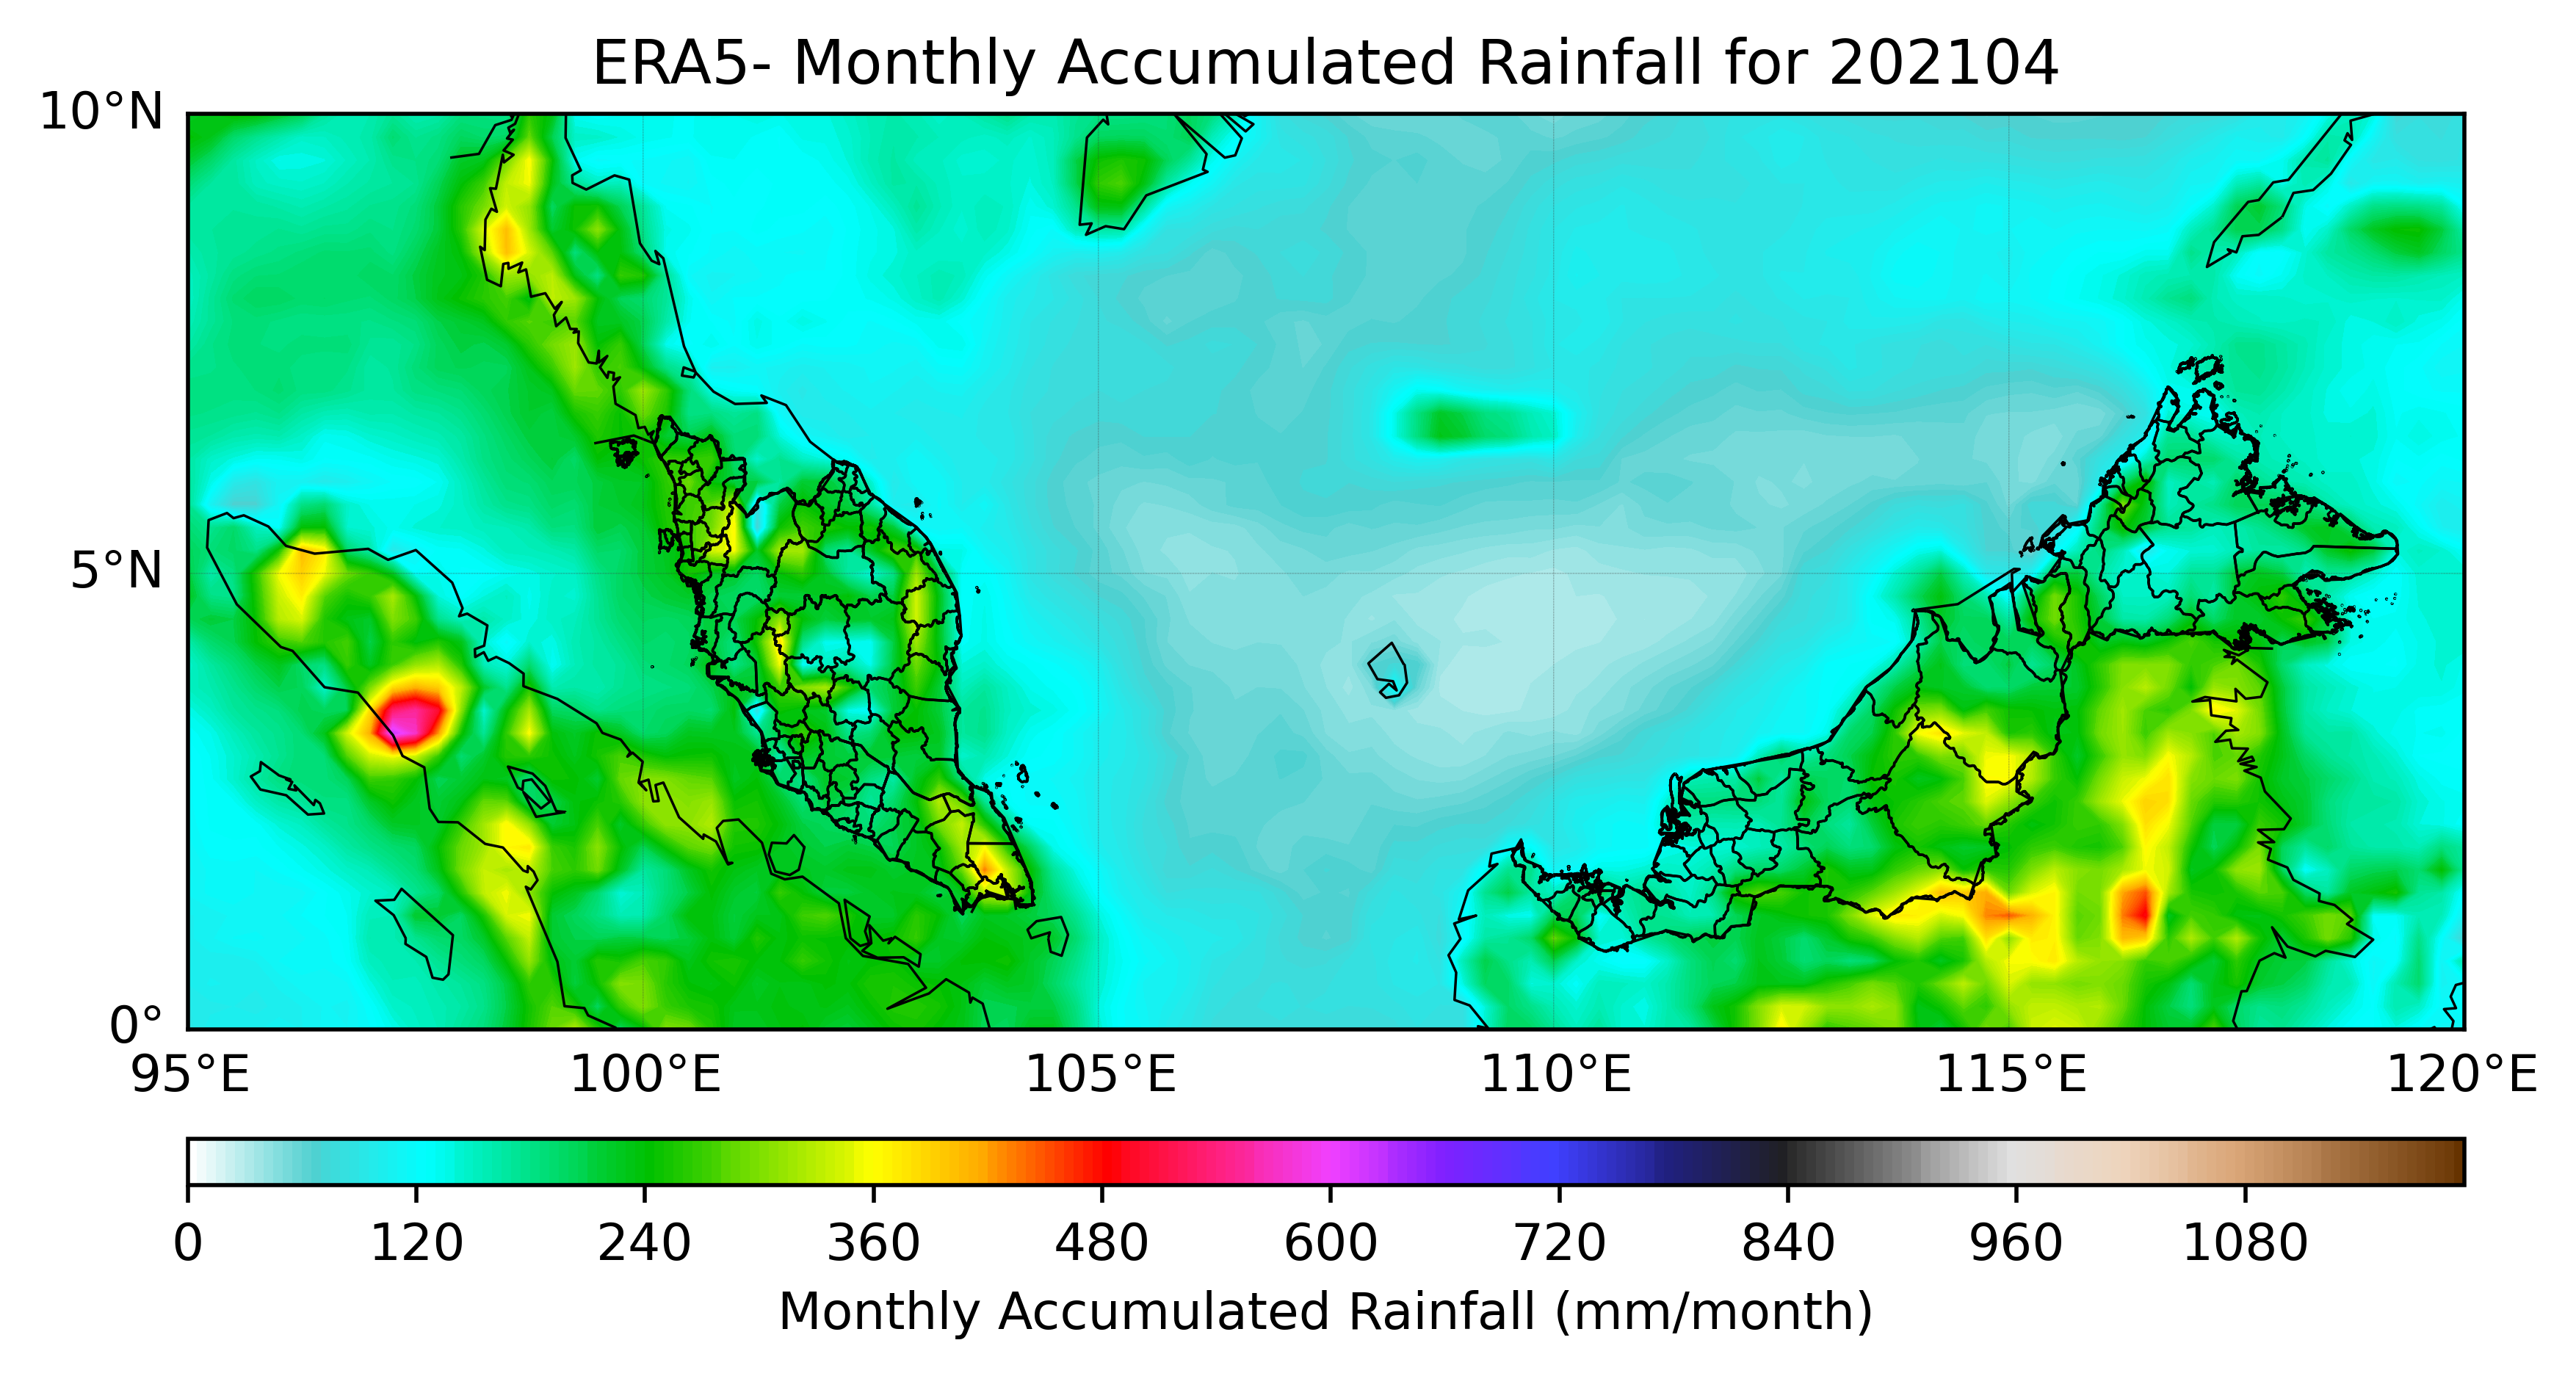 ERA5- Monthly Accumulated Rainfall for 202104
10°N
5°N
0°
95°E 100°E 105°E 110°E 115°E 120°E
0 120 240 360 480 600 720 840 960 1080
Monthly Accumulated Rainfall (mm/month)